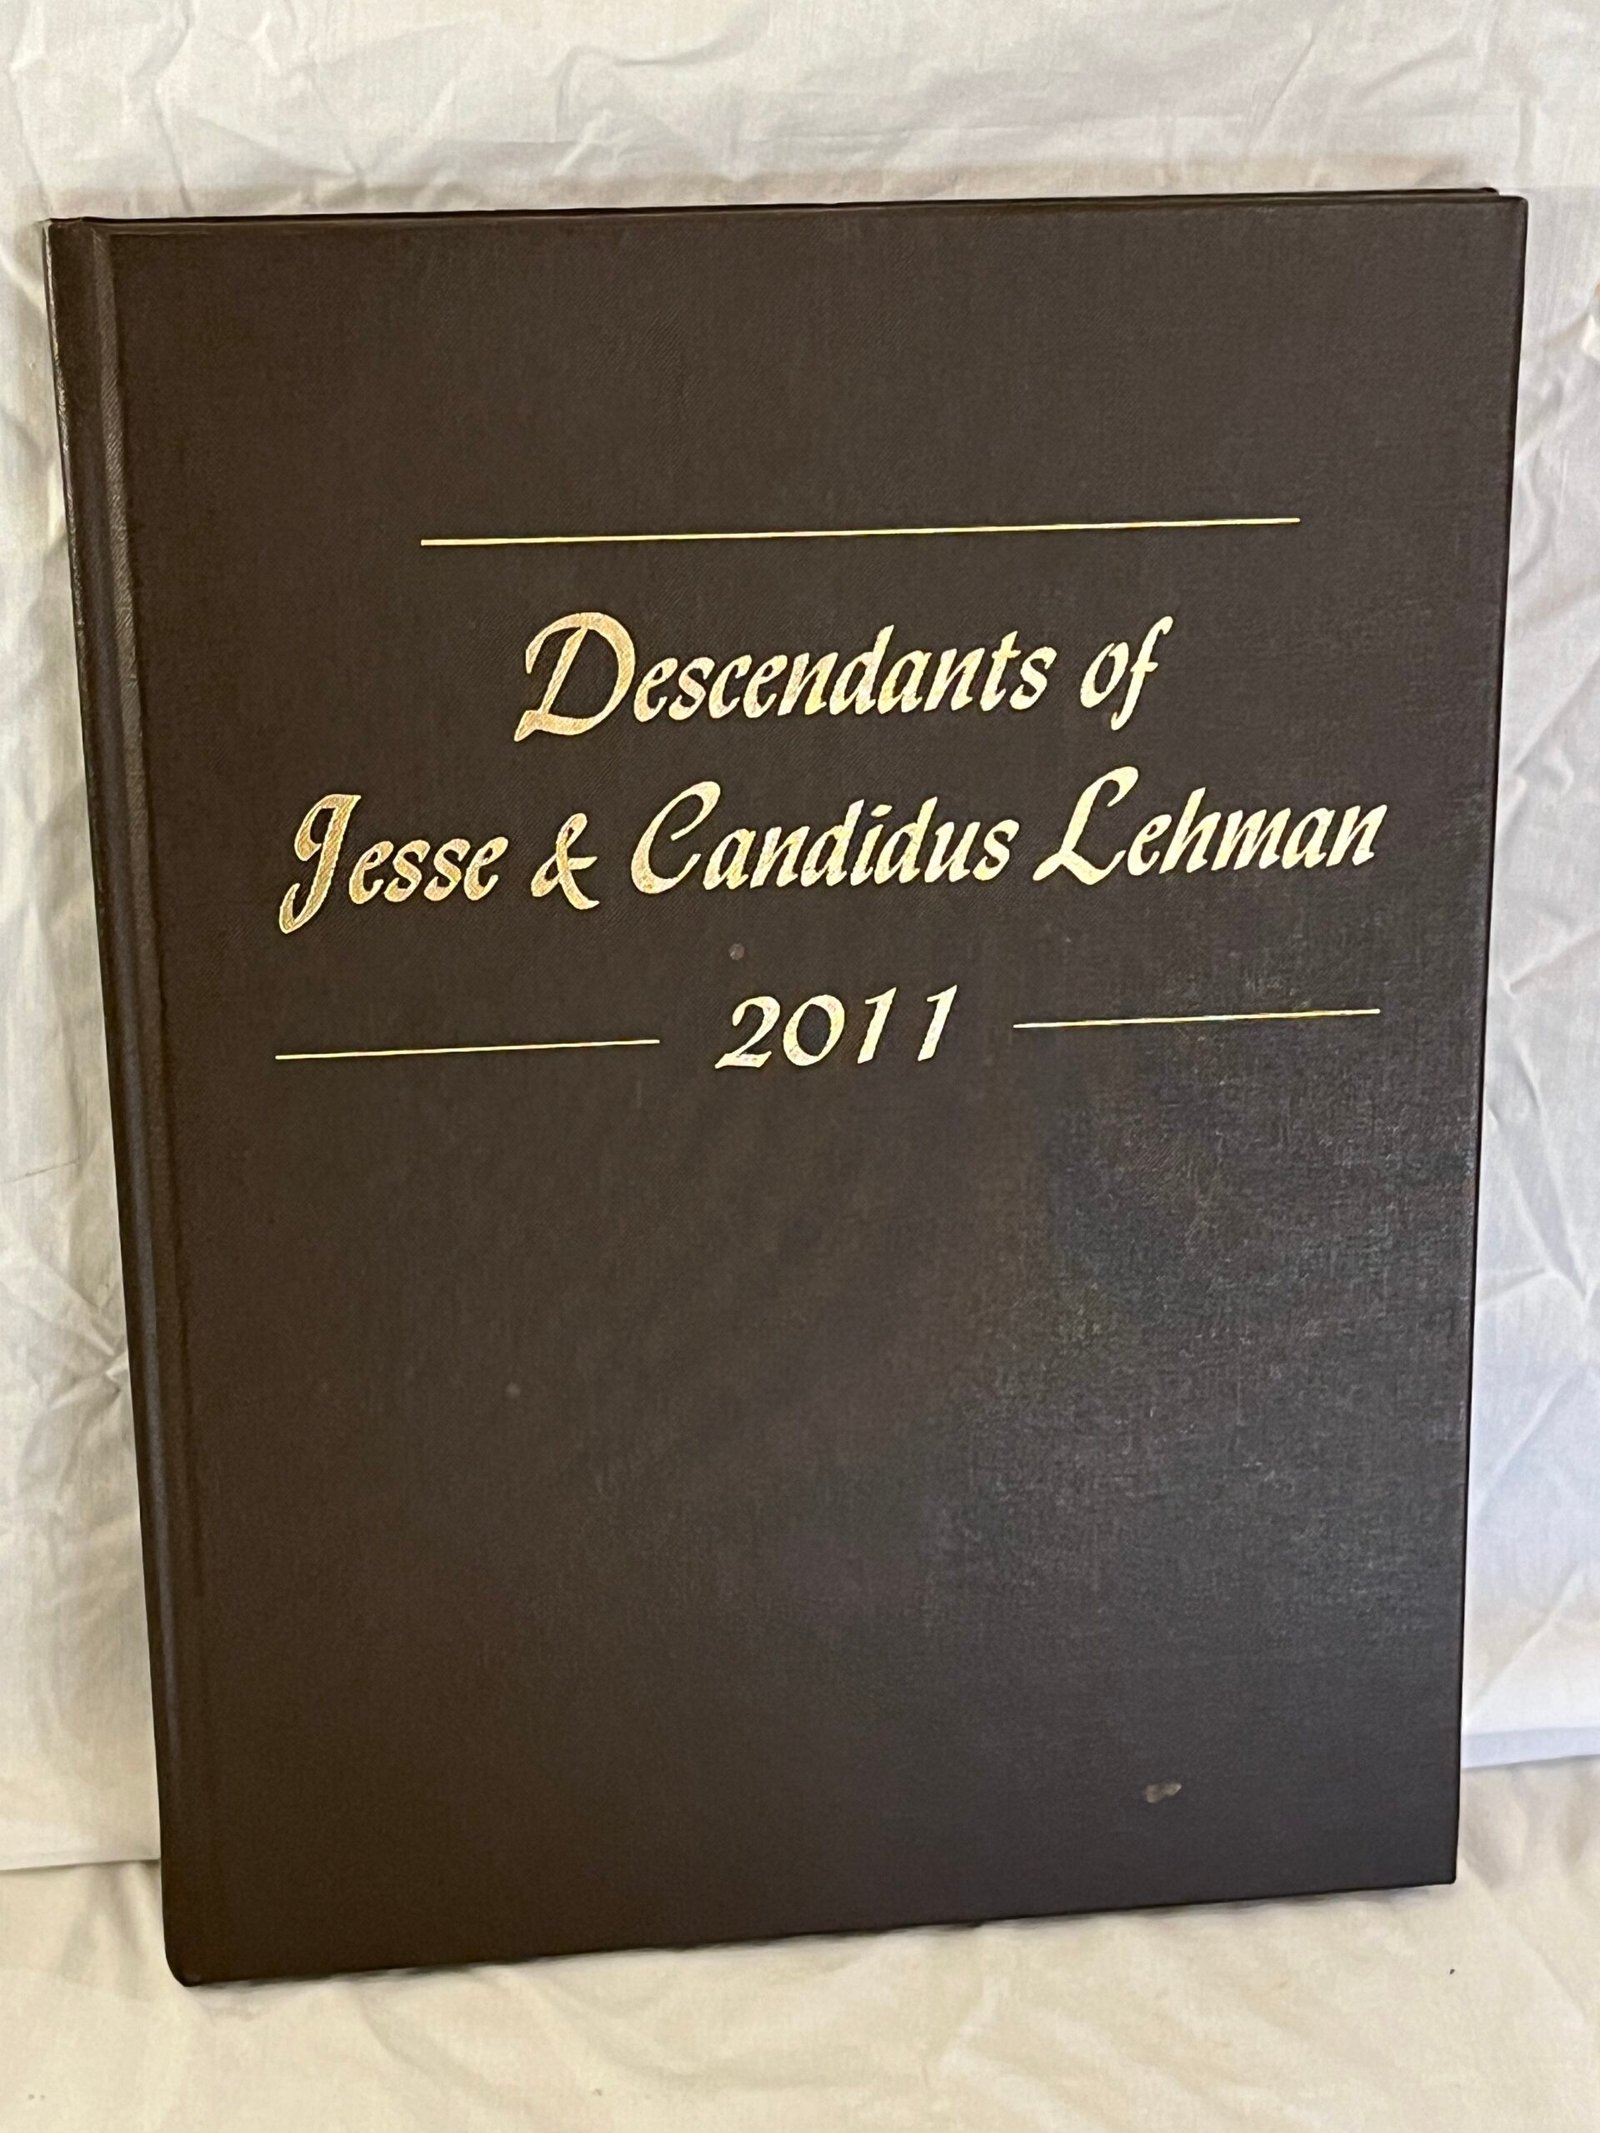 Descendants of
Jesse & Candidus Lehman
2011